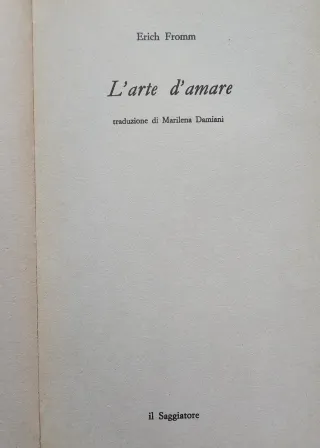 Erich Fromm
L'arte d'amare
traduzione di Marilena Damiani
il Saggiatore